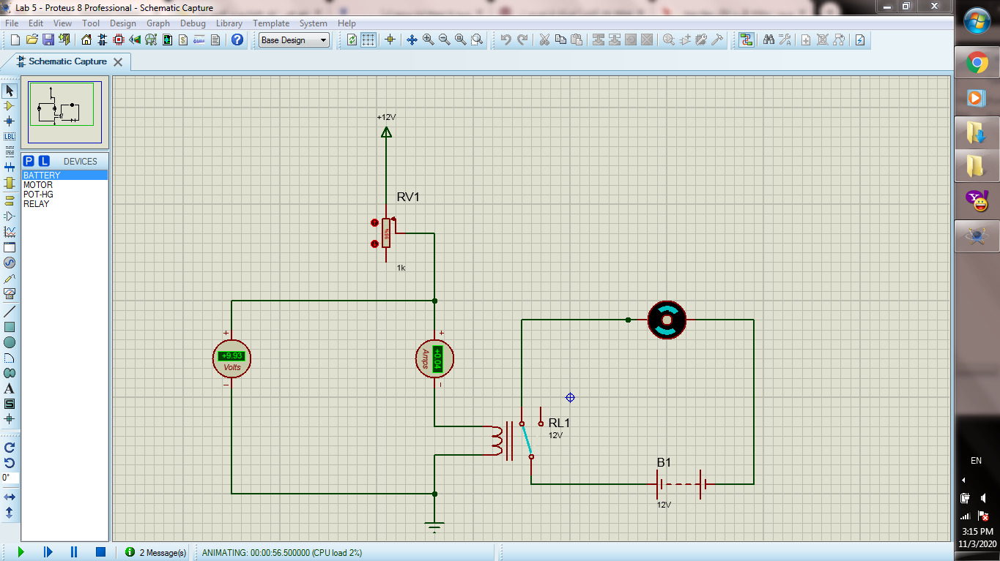 Lab 5 - Proteus 8 Professional - Schematic Capture
File Edit View Tool Design Graph Debug Library Template System Help
Base Design
Schematic Capture
P L DEVICES
BATTERY
MOTOR
POT-HG
RELAY
LBL
A
S
0°
+12V
RV1
1k
+
+9.93
Volts
−
+
+0.04
Amps
−
RL1
12V
B1
12V
2 Message(s)
ANIMATING: 00:00:56.500000 (CPU load 2%)
EN
3:15 PM
11/3/2020